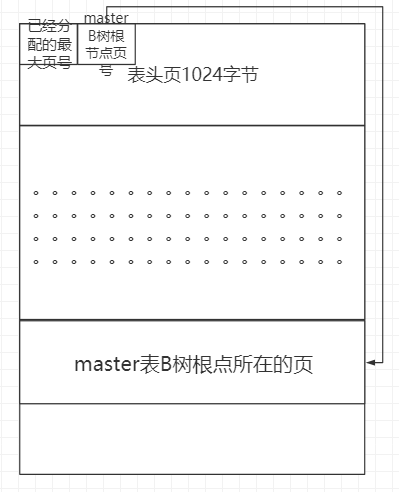 已经分
配的最
大页号
master
B树根
节点页
号
表头页1024字节
master表B树根点所在的页